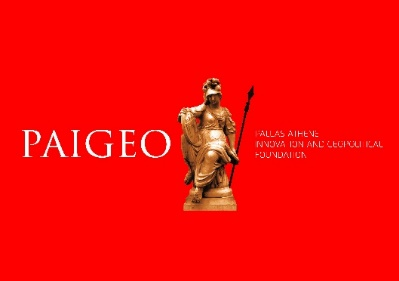 PAIGEO
PALLAS ATHENE
INNOVATION AND GEOPOLITICAL
FOUNDATION